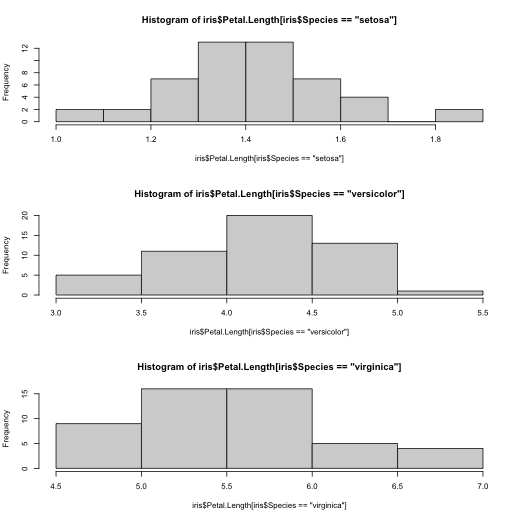 Histogram of iris$Petal.Length[iris$Species == "setosa"]
Frequency
0 2 4 6 8 12
1.0 1.2 1.4 1.6 1.8
iris$Petal.Length[iris$Species == "setosa"]
Histogram of iris$Petal.Length[iris$Species == "versicolor"]
Frequency
0 5 10 15 20
3.0 3.5 4.0 4.5 5.0 5.5
iris$Petal.Length[iris$Species == "versicolor"]
Histogram of iris$Petal.Length[iris$Species == "virginica"]
Frequency
0 5 10 15
4.5 5.0 5.5 6.0 6.5 7.0
iris$Petal.Length[iris$Species == "virginica"]